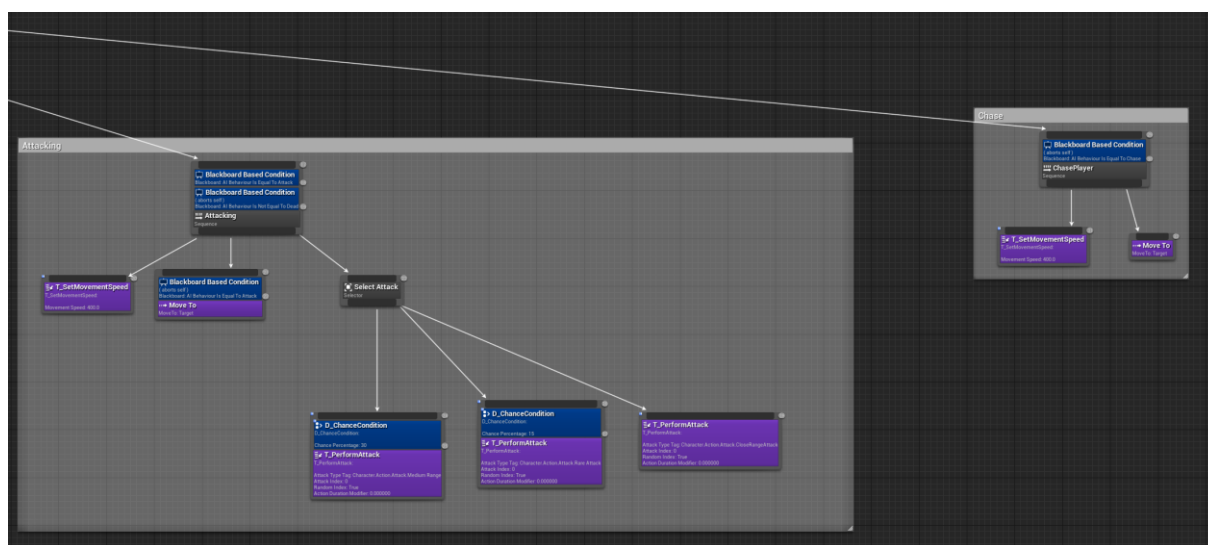 Attacking
Blackboard Based Condition
Blackboard: AI Behaviour Is Equal To Attack
Blackboard Based Condition
( aborts self )
Blackboard: AI Behaviour Is Not Equal To Dead
Attacking
Sequence
T_SetMovementSpeed
T_SetMovementSpeed:
Movement Speed: 400.0
Blackboard Based Condition
( aborts self )
Blackboard: AI Behaviour Is Equal To Attack
Move To
MoveTo: Target
Select Attack
Selector
D_ChanceCondition
D_ChanceCondition:
Chance Percentage:
T_PerformAttack
T_PerformAttack:
Attack Type Tag: Character.Action.Attack.Medium Range
Attack Index: 0
Random Index: True
Action Duration Modifier: 0.000000
D_ChanceCondition
D_ChanceCondition:
Chance Percentage:
T_PerformAttack
T_PerformAttack:
Attack Type Tag: Character.Action.Attack.Rare Attack
Attack Index: 0
Random Index: True
Action Duration Modifier: 0.000000
T_PerformAttack
T_PerformAttack:
Attack Type Tag: Character.Action.Attack.CloseRangeAttack
Attack Index: 0
Random Index: True
Action Duration Modifier: 0.000000
Chase
Blackboard Based Condition
( aborts self )
Blackboard: AI Behaviour Is Equal To Chase
ChasePlayer
Sequence
T_SetMovementSpeed
T_SetMovementSpeed:
Movement Speed: 400.0
Move To
MoveTo: Target